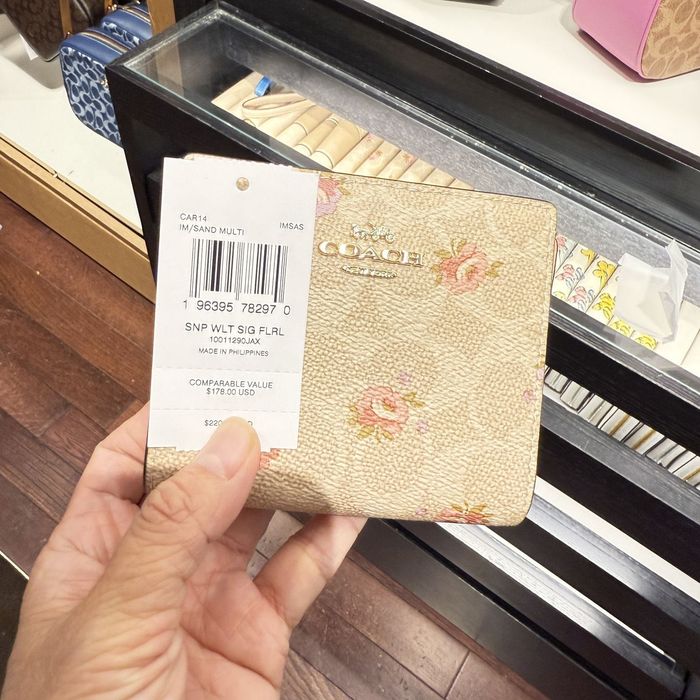 CAR14
IM/SAND MULTI IMSAS
1 96395 78297 0
SNP WLT SIG FLRL
10011290JAX
MADE IN PHILIPPINES
COMPARABLE VALUE
$178.00 USD
COACH